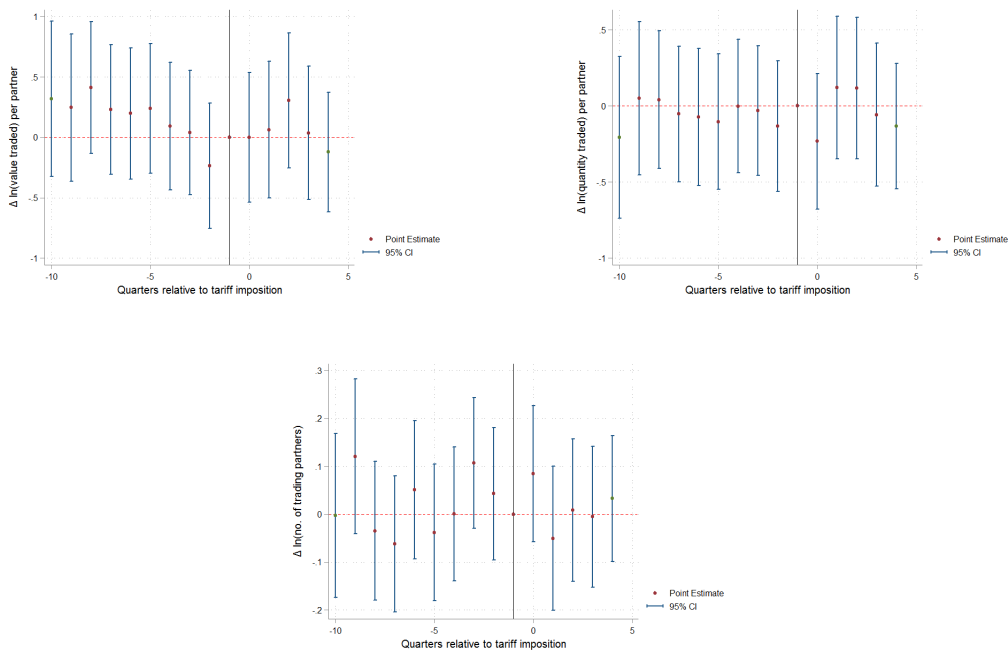 Δ ln(value traded) per partner
1
.5
0
-.5
-1
-10
-5
0
5
Quarters relative to tariff imposition
Point Estimate
95% CI
Δ ln(quantity traded) per partner
.5
0
-.5
-1
-10
-5
0
5
Quarters relative to tariff imposition
Point Estimate
95% CI
Δ ln(no. of trading partners)
.3
.2
.1
0
-.1
-.2
-10
-5
0
5
Quarters relative to tariff imposition
Point Estimate
95% CI